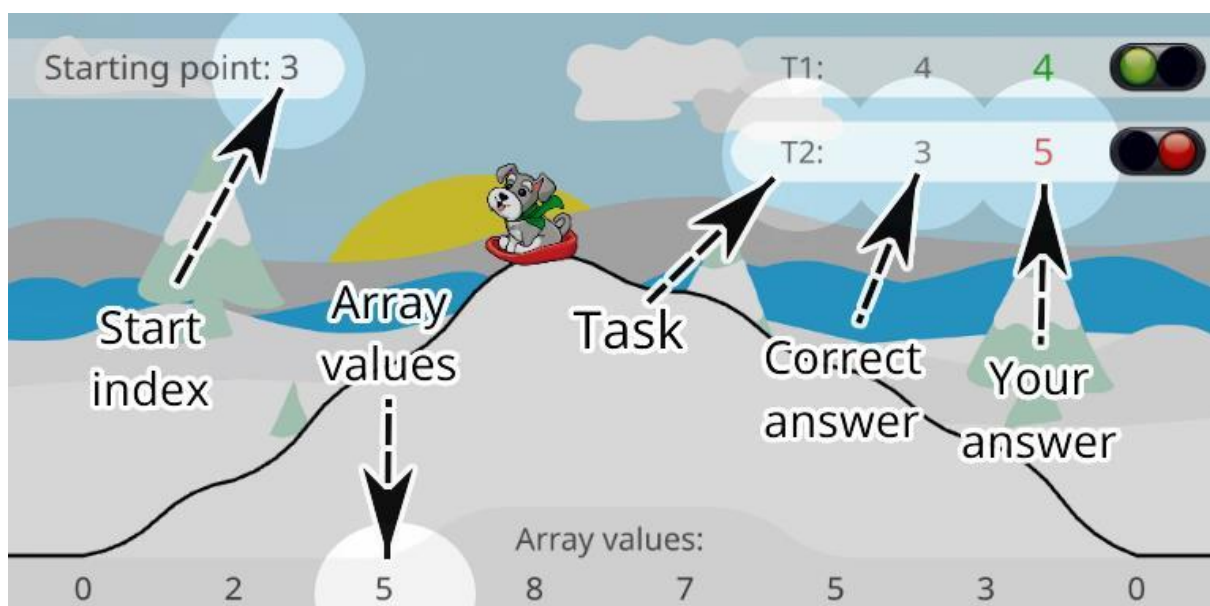 Starting point: 3
T1: 4 4
T2: 3 5
Start
index
Array
values
Task
Correct
answer
Your
answer
Array values:
0 2 5 8 7 5 3 0